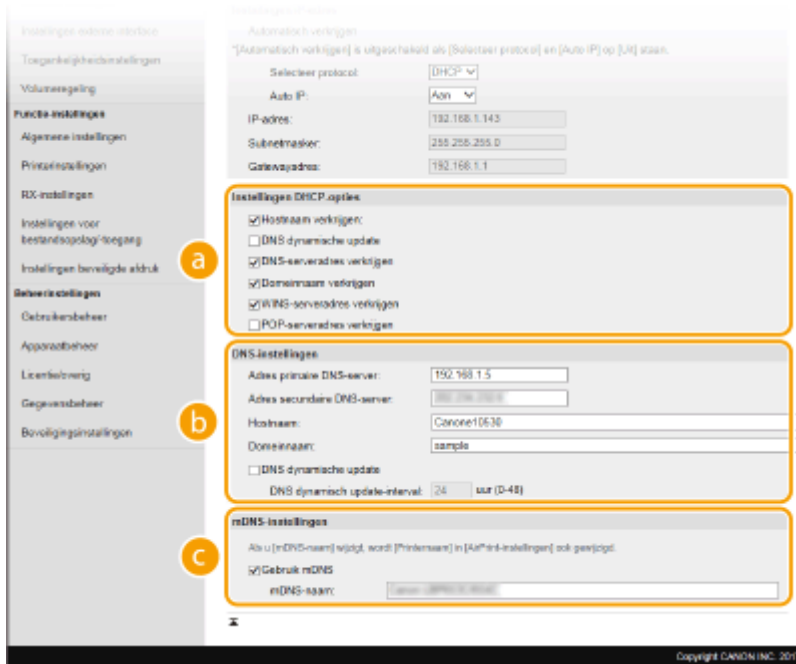 Instellingen externe interface
Toegankelijkheidsinstellingen
Volumeregeling
Functie-instellingen
Algemene instellingen
Printerinstellingen
RX-instellingen
Instellingen voor
bestandsopslag/-toegang
Instellingen beveiligde afdruk
Beheerinstellingen
Gebruikersbeheer
Apparaatbeheer
Licentie/overig
Gegevensbeheer
Beveiligingsinstellingen
Automatisch verkrijgen
*[Automatisch verkrijgen] is uitgeschakeld als [Selecteer protocol] en [Auto IP] op [Uit] staan.
Selecteer protocol: DHCP
Auto IP: Aan
IP-adres: 192.168.1.143
Subnetmasker: 255.255.255.0
Gatewayadres: 192.168.1.1
a
Instellingen DHCP-opties
Hostnaam verkrijgen:
DNS dynamische update
DNS-serveradres verkrijgen
Domeinnaam verkrijgen
WINS-serveradres verkrijgen
POP-serveradres verkrijgen
b
DNS-instellingen
Adres primaire DNS-server: 192.168.1.5
Adres secundaire DNS-server:
Hostnaam: Canone10530
Domeinnaam: sample
DNS dynamische update
DNS dynamisch update-interval: 24 uur (0-48)
c
mDNS-instellingen
Als u [mDNS-naam] wijzigt, wordt [Printernaam] in [AirPrint-instellingen] ook gewijzigd.
Gebruik mDNS
mDNS-naam:
Copyright CANON INC. 201